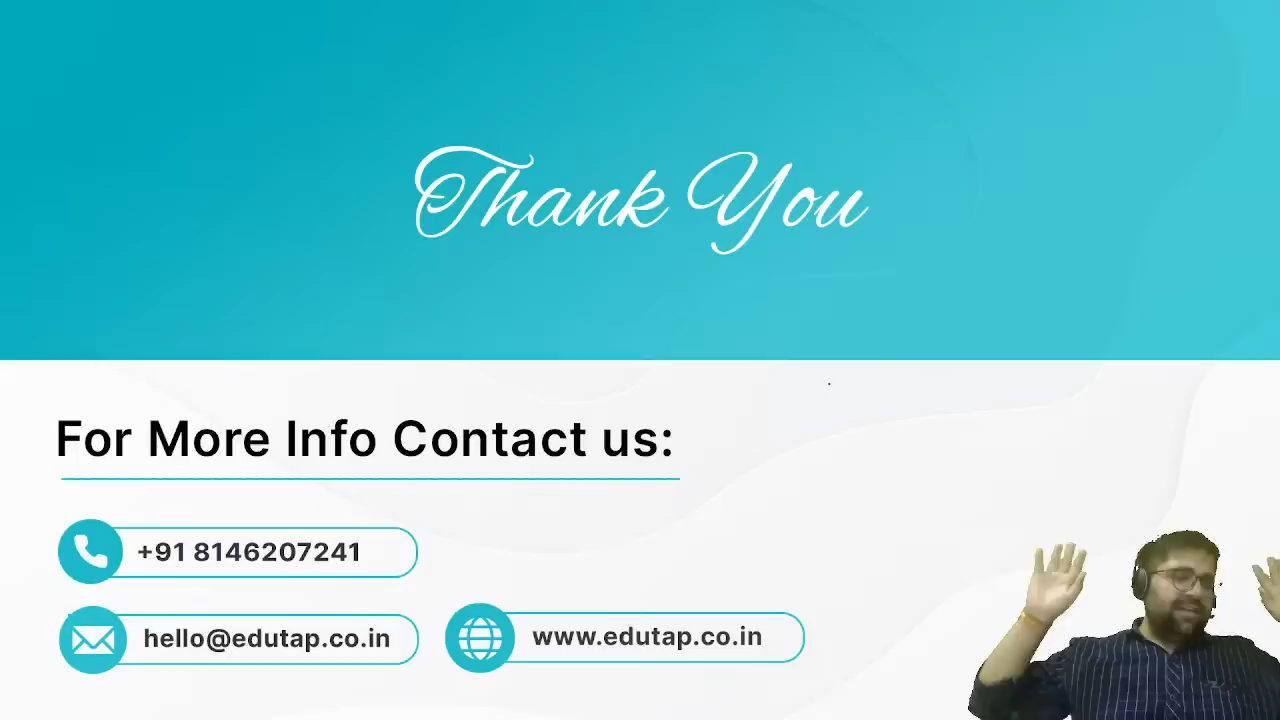 Thank You
For More Info Contact us:
+91 8146207241
hello@edutap.co.in
www.edutap.co.in